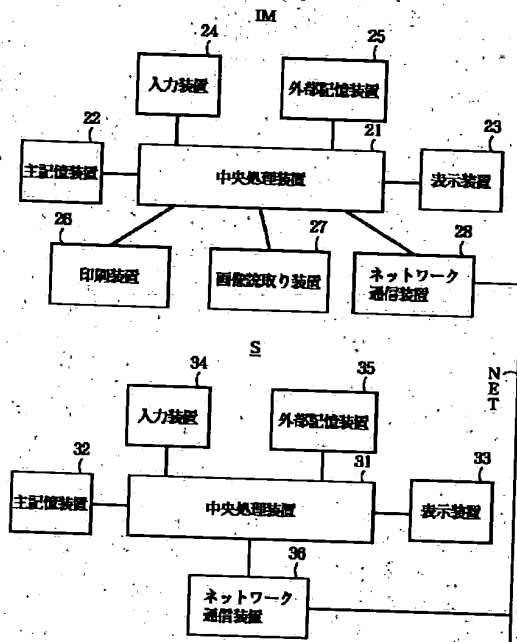 IM
24
25
入力装置
外部記憶装置
22
21
23
主記憶装置
中央処理装置
表示装置
26
27
28
印刷装置
画像読取り装置
ネットワーク
通信装置
S
NET
34
35
入力装置
外部記憶装置
32
31
33
主記憶装置
中央処理装置
表示装置
36
ネットワーク
通信装置